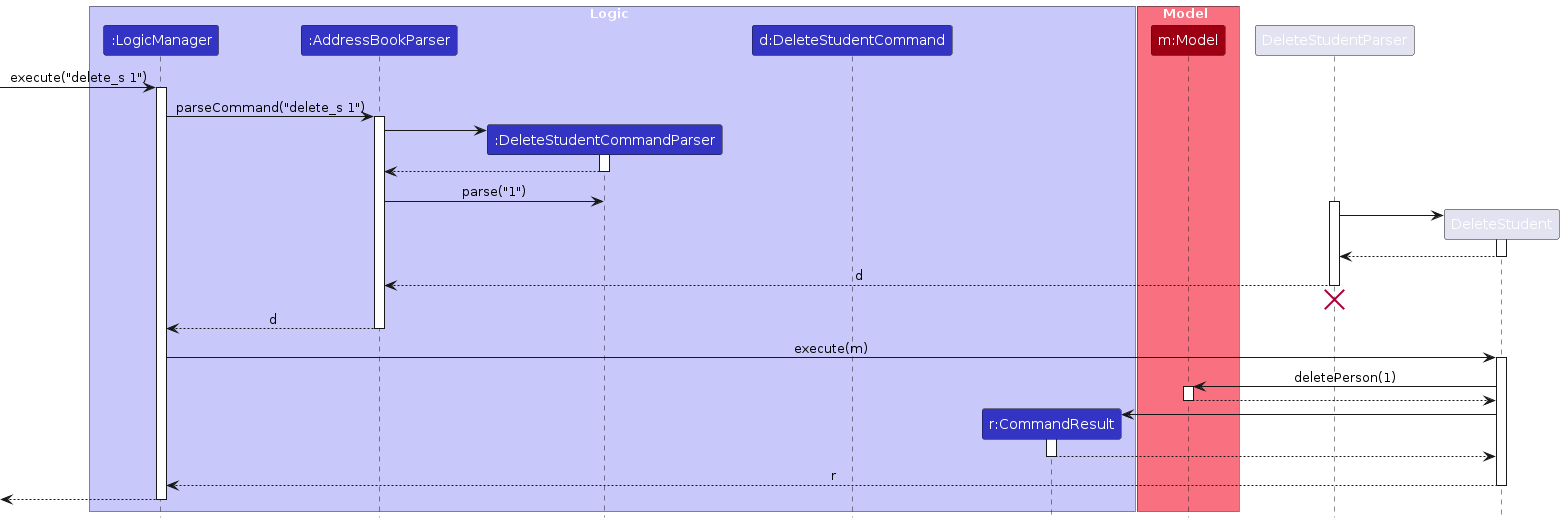 Logic
Model
:LogicManager
:AddressBookParser
d:DeleteStudentCommand
m:Model
DeleteStudentParser
execute("delete_s 1")
parseCommand("delete_s 1")
:DeleteStudentCommandParser
parse("1")
DeleteStudent
d
d
execute(m)
deletePerson(1)
r:CommandResult
r